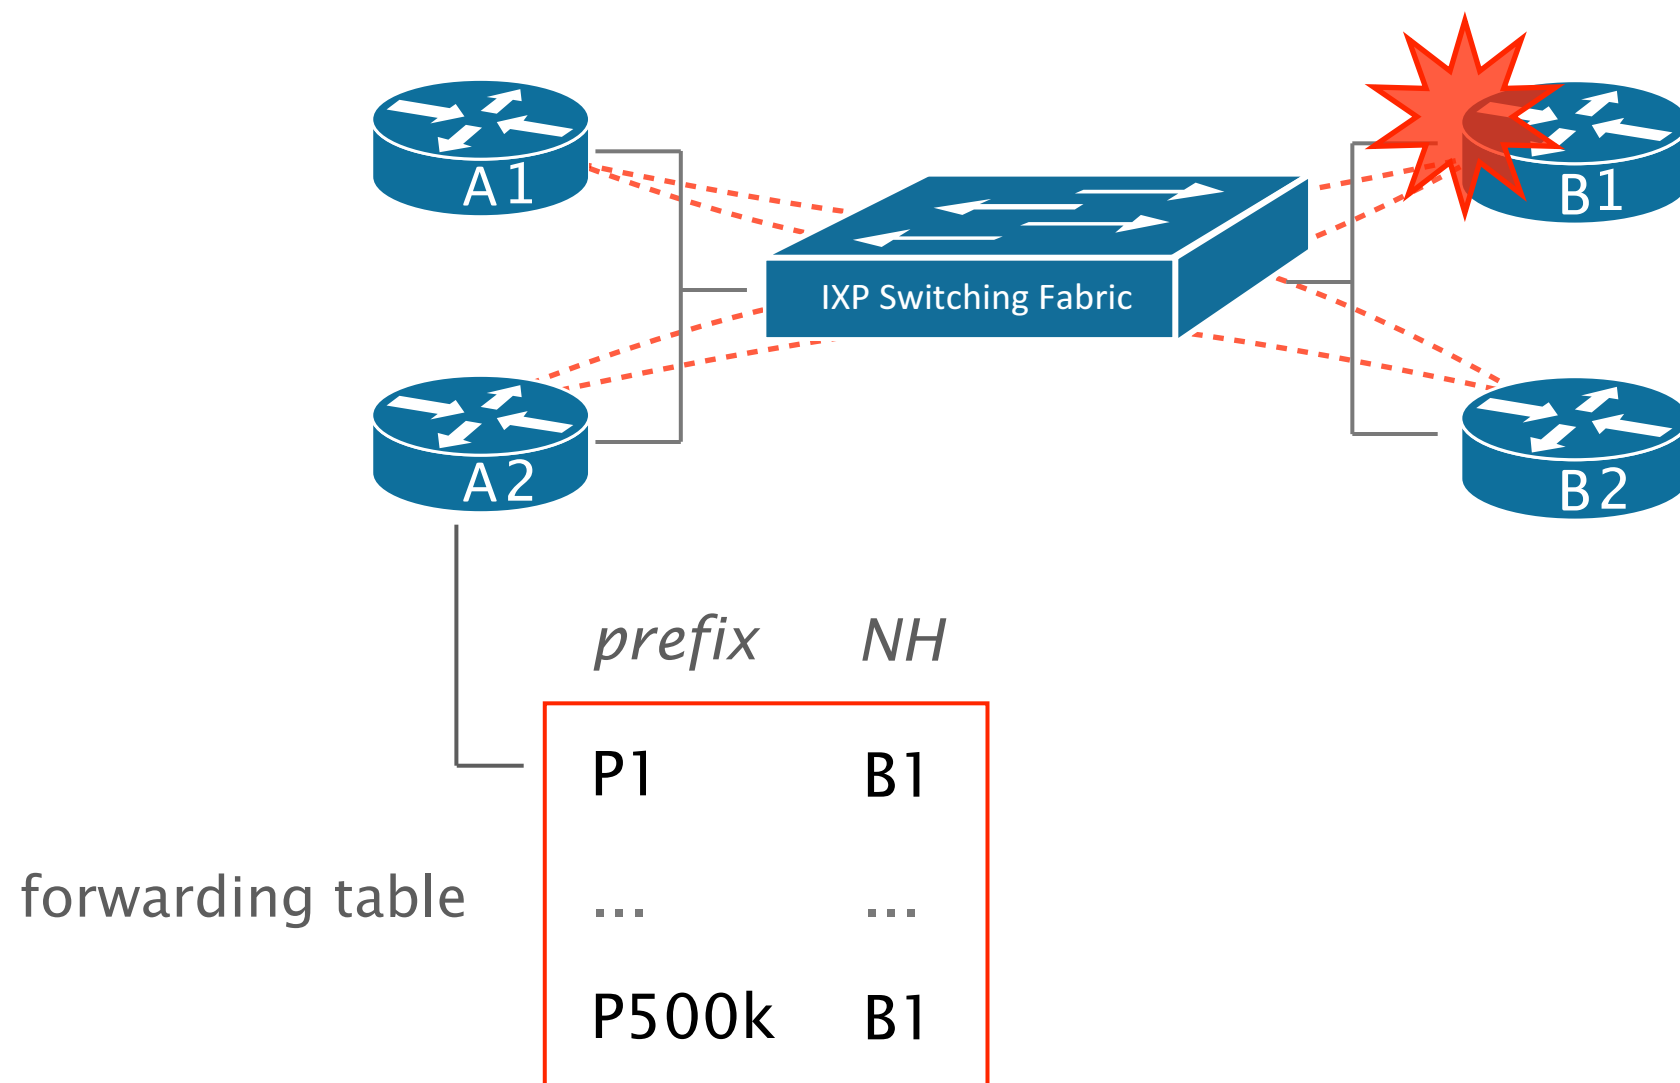 A1
B1
IXP Switching Fabric
A2
B2
prefix NH
P1 B1
forwarding table
... ...
P500k B1